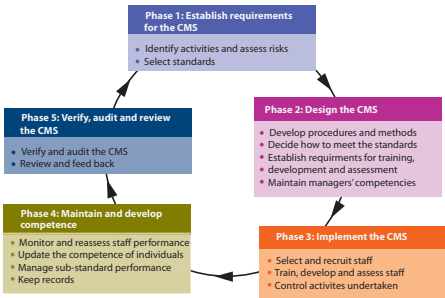 Phase 1: Establish requirements
for the CMS
• Identify activities and assess risks
• Select standards
Phase 2: Design the CMS
• Develop procedures and methods
• Decide how to meet the standards
• Establish requirments for training,
• development and assessment
• Maintain managers' competencies
Phase 3: Implement the CMS
• Select and recruit staff
• Train, develop and assess staff
• Control activites undertaken
Phase 4: Maintain and develop
competence
• Monitor and reassess staff performance
• Update the competence of individuals
• Manage sub-standard performance
• Keep records
Phase 5: Verify, audit and review
the CMS
• Verify and audit the CMS
• Review and feed back